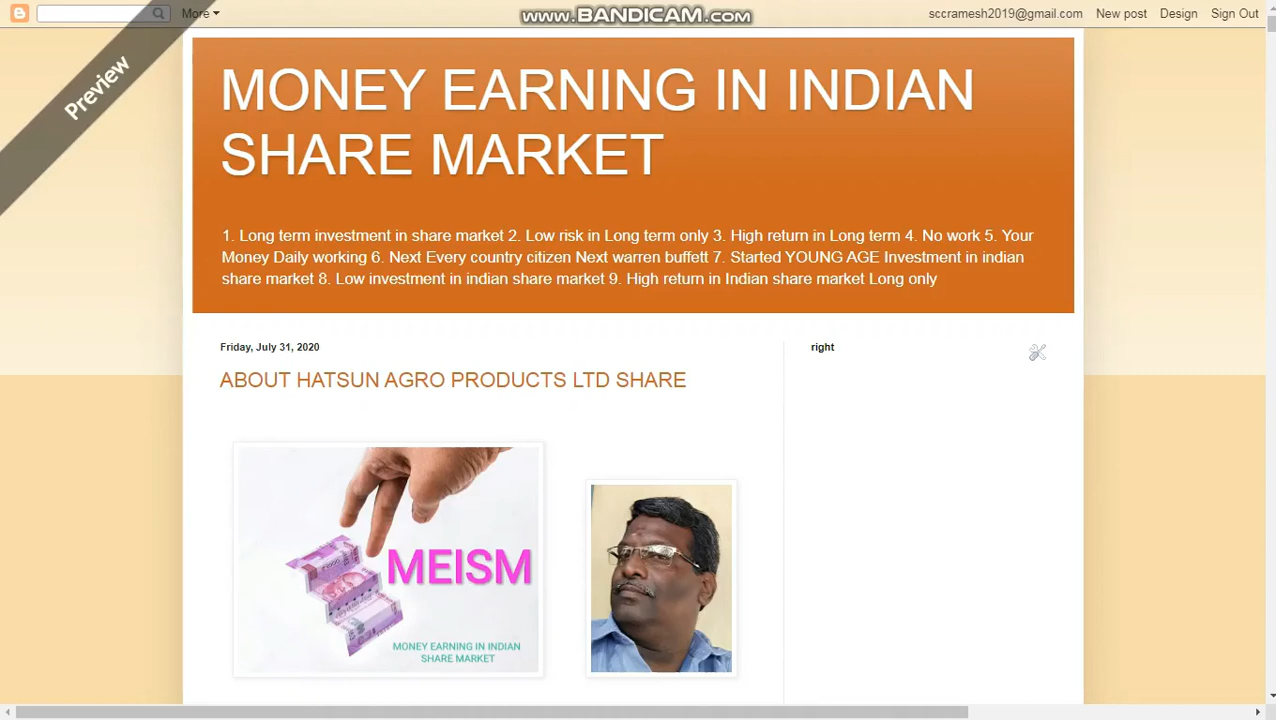 More
www.BANDICAM.com
sccramesh2019@gmail.com New post Design Sign Out
Preview
MONEY EARNING IN INDIAN
SHARE MARKET
1. Long term investment in share market 2. Low risk in Long term only 3. High return in Long term 4. No work 5. Your
Money Daily working 6. Next Every country citizen Next warren buffett 7. Started YOUNG AGE Investment in indian
share market 8. Low investment in indian share market 9. High return in Indian share market Long only
Friday, July 31, 2020
right
ABOUT HATSUN AGRO PRODUCTS LTD SHARE
MEISM
MONEY EARNING IN INDIAN
SHARE MARKET